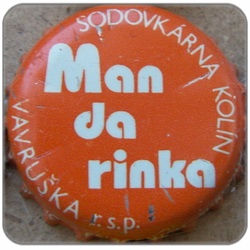 SODOVKÁRNA KOLÍN
Man
da
rinka
VAVRUŠKA r.s.p.